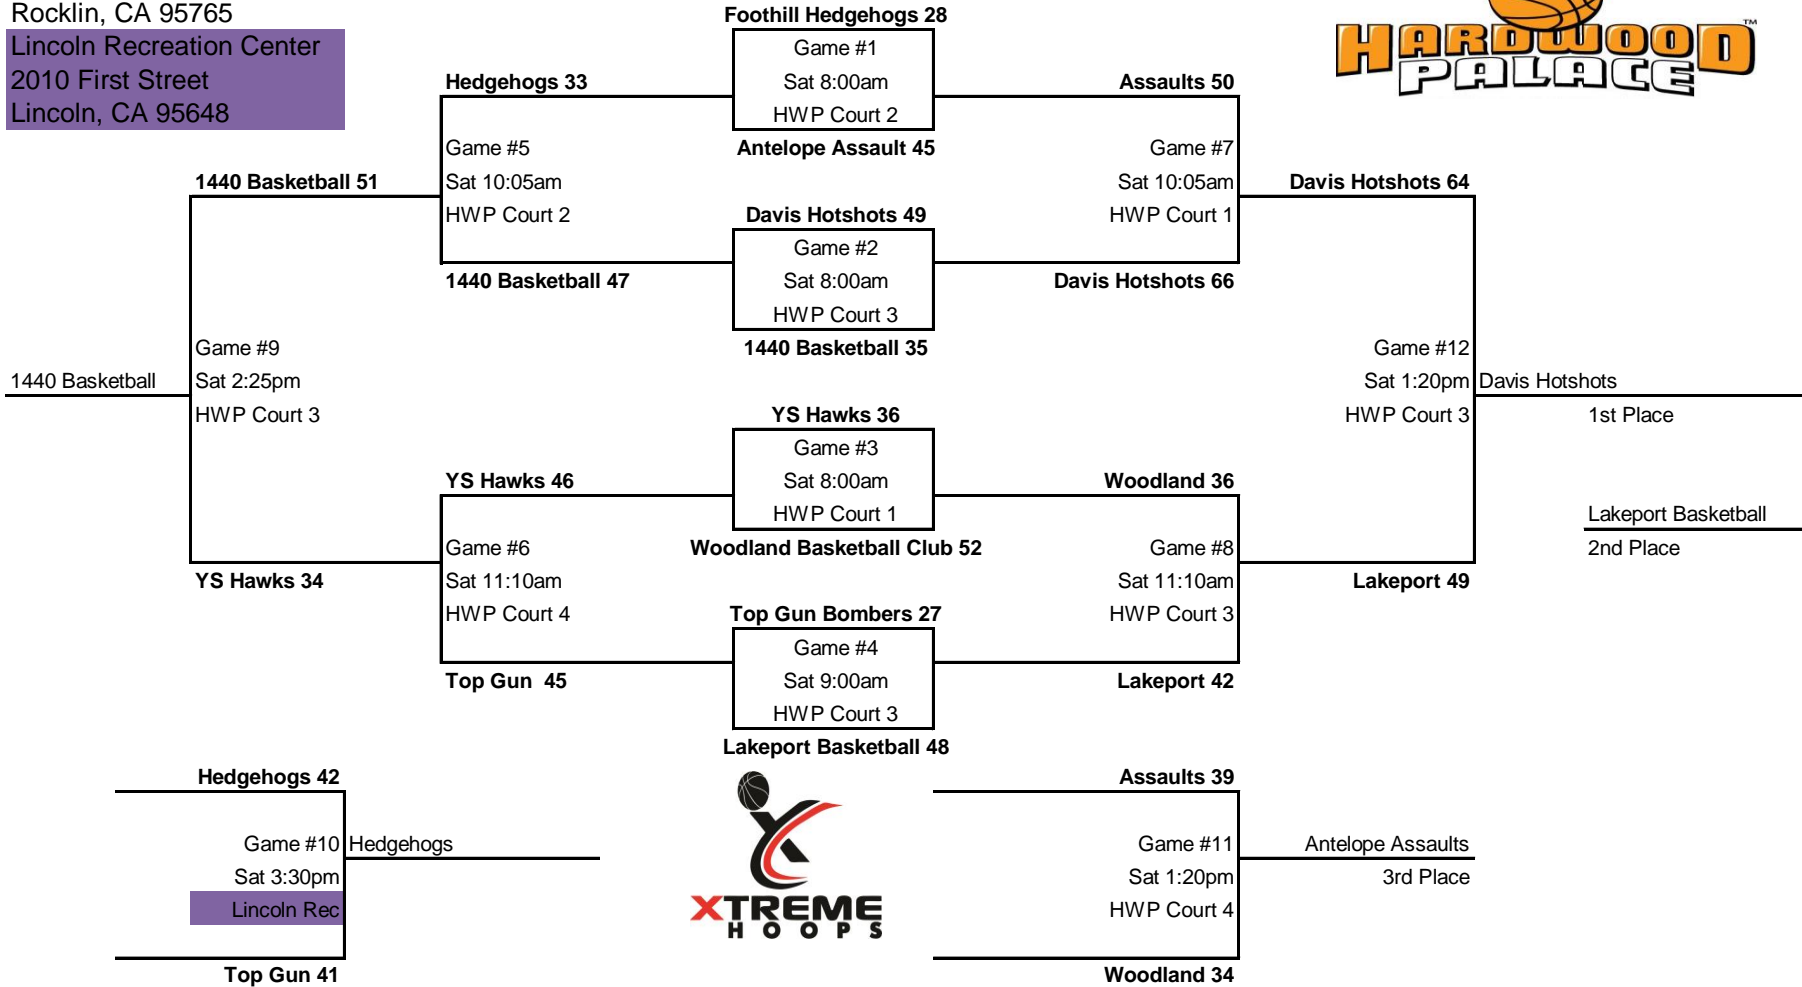 Rocklin, CA 95765
Lincoln Recreation Center
2010 First Street
Lincoln, CA 95648
HARDWOOD
PALACE
™
Foothill Hedgehogs 28
Game #1
Sat 8:00am
HWP Court 2
Antelope Assault 45
Hedgehogs 33
Game #5
Sat 10:05am
HWP Court 2
1440 Basketball 47
Assaults 50
Game #7
Sat 10:05am
HWP Court 1
Davis Hotshots 66
Davis Hotshots 49
Game #2
Sat 8:00am
HWP Court 3
1440 Basketball 35
1440 Basketball 51
Game #9
Sat 2:25pm
HWP Court 3
YS Hawks 34
1440 Basketball
Davis Hotshots 64
Game #12
Sat 1:20pm
HWP Court 3
Lakeport 49
Davis Hotshots
1st Place
Lakeport Basketball
2nd Place
YS Hawks 36
Game #3
Sat 8:00am
HWP Court 1
Woodland Basketball Club 52
YS Hawks 46
Game #6
Sat 11:10am
HWP Court 4
Top Gun 45
Woodland 36
Game #8
Sat 11:10am
HWP Court 3
Lakeport 42
Top Gun Bombers 27
Game #4
Sat 9:00am
HWP Court 3
Lakeport Basketball 48
Hedgehogs 42
Game #10
Sat 3:30pm
Lincoln Rec
Top Gun 41
Hedgehogs
XTREME
HOOPS
Assaults 39
Game #11
Sat 1:20pm
HWP Court 4
Woodland 34
Antelope Assaults
3rd Place